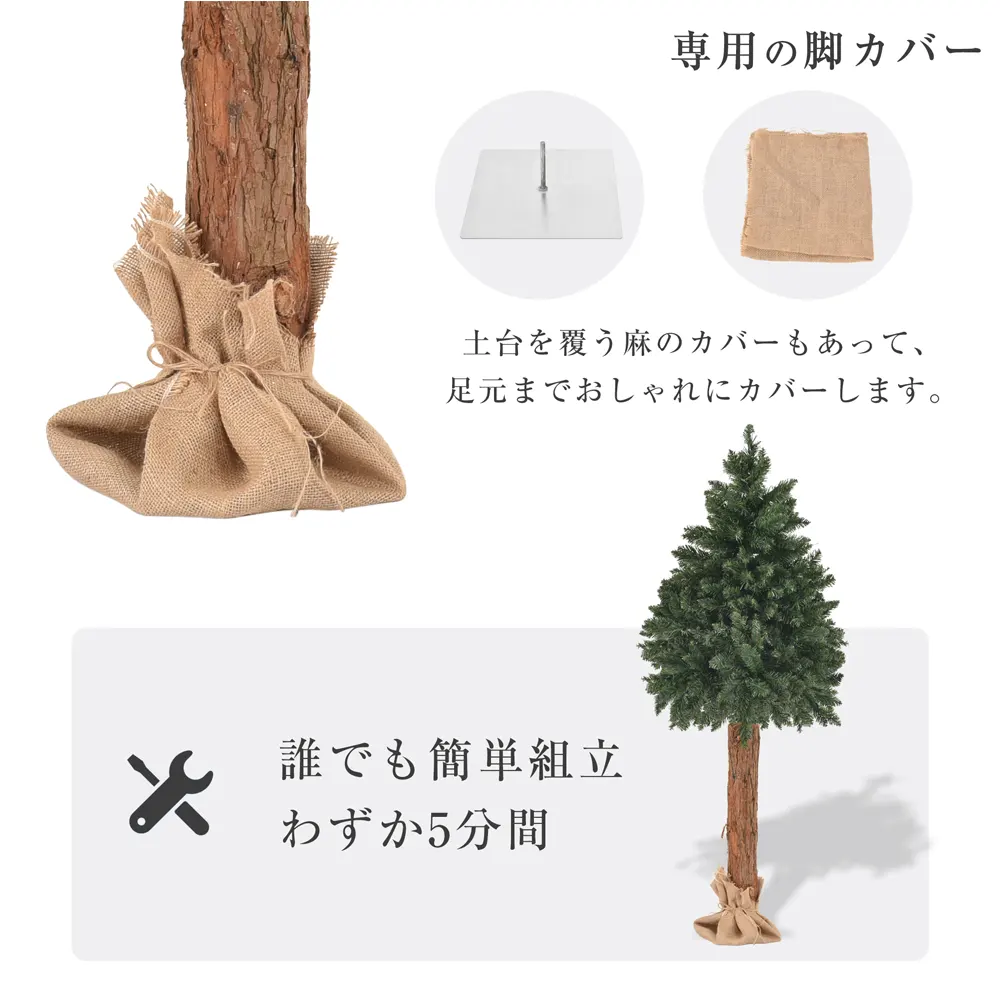 専用の脚カバー
土台を覆う麻のカバーもあって、
足元までおしゃれにカバーします。
誰でも簡単組立
わずか5分間